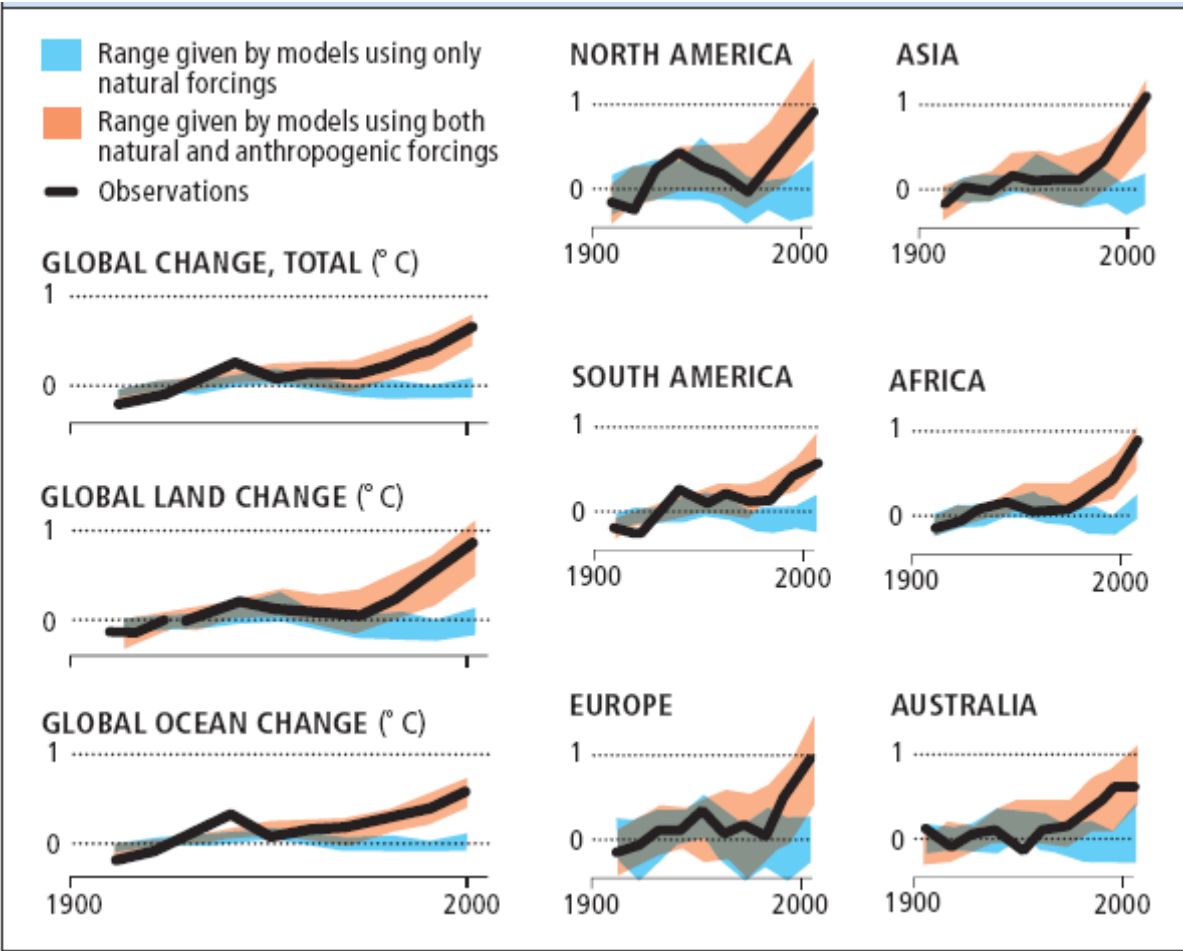 Range given by models using only
natural forcings
Range given by models using both
natural and anthropogenic forcings
Observations
GLOBAL CHANGE, TOTAL (° C)
1
0
GLOBAL LAND CHANGE (° C)
1
0
1900
2000
GLOBAL OCEAN CHANGE (° C)
1
0
1900
2000
NORTH AMERICA
1
0
1900
2000
ASIA
1
0
1900
2000
SOUTH AMERICA
1
0
1900
2000
AFRICA
1
0
1900
2000
EUROPE
1
0
1900
2000
AUSTRALIA
1
0
1900
2000